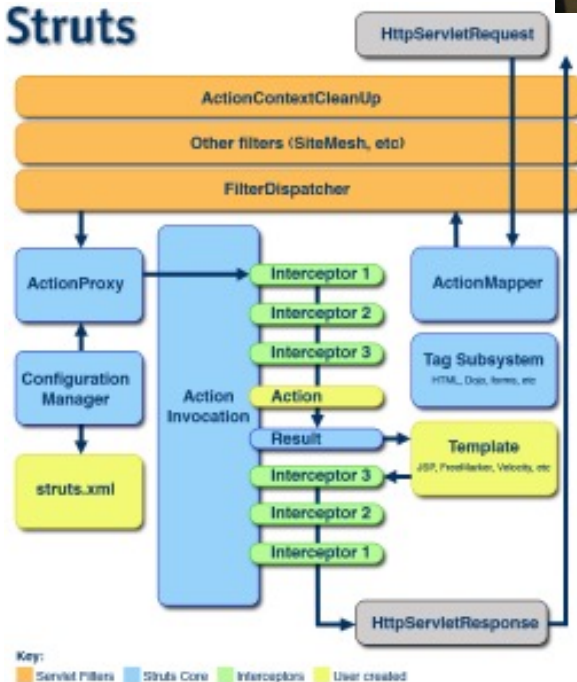 Struts
HttpServletRequest
ActionContextCleanUp
Other filters (SiteMesh, etc)
FilterDispatcher
ActionProxy
Interceptor 1
ActionMapper
Interceptor 2
Interceptor 3
Tag Subsystem
HTML, Dojo, forms, etc
Configuration
Manager
Action
Invocation
Action
Result
Template
JSP, FreeMarker, Velocity, etc
struts.xml
Interceptor 3
Interceptor 2
Interceptor 1
HttpServletResponse
Key:
Servlet Filters
Struts Core
Interceptors
User created